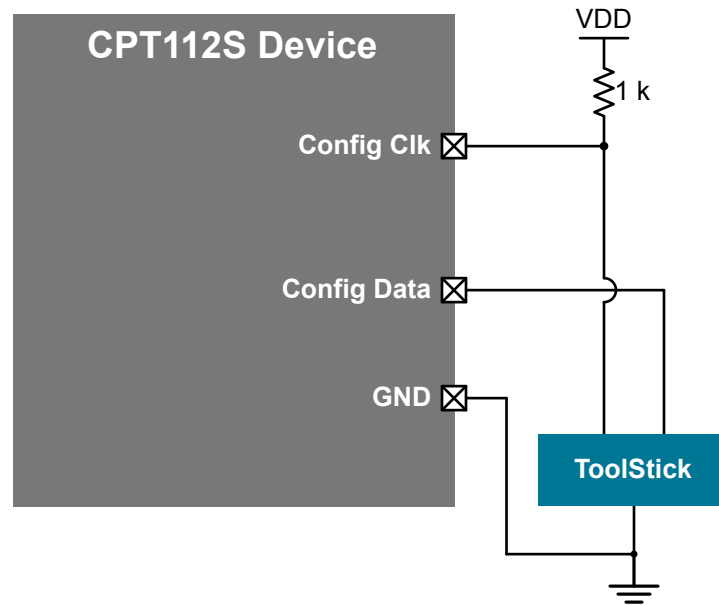 VDD
CPT112S Device
1 k
Config Clk
Config Data
GND
ToolStick